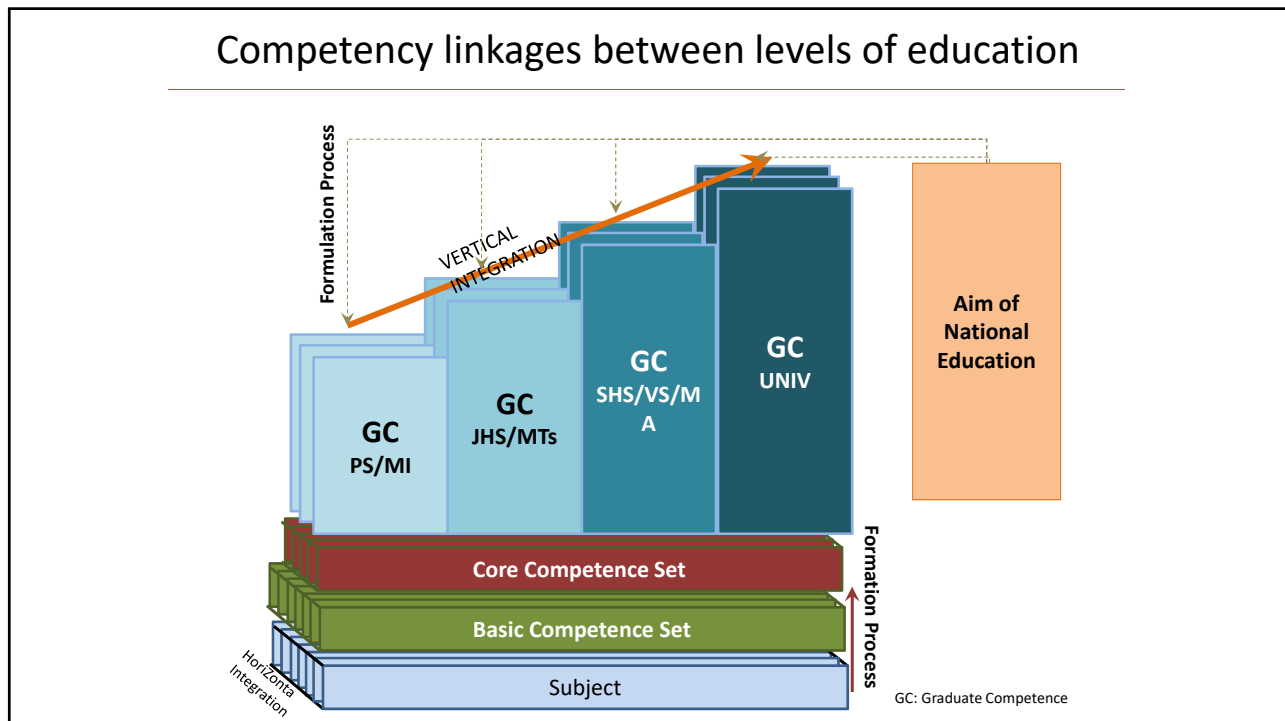 Competency linkages between levels of education
Formulation Process
VERTICAL
INTEGRATION
GC
PS/MI
GC
JHS/MTs
GC
SHS/VS/M
A
GC
UNIV
Aim of
National
Education
Core Competence Set
Basic Competence Set
Subject
HoriZonta
Integration
Formation Process
GC: Graduate Competence